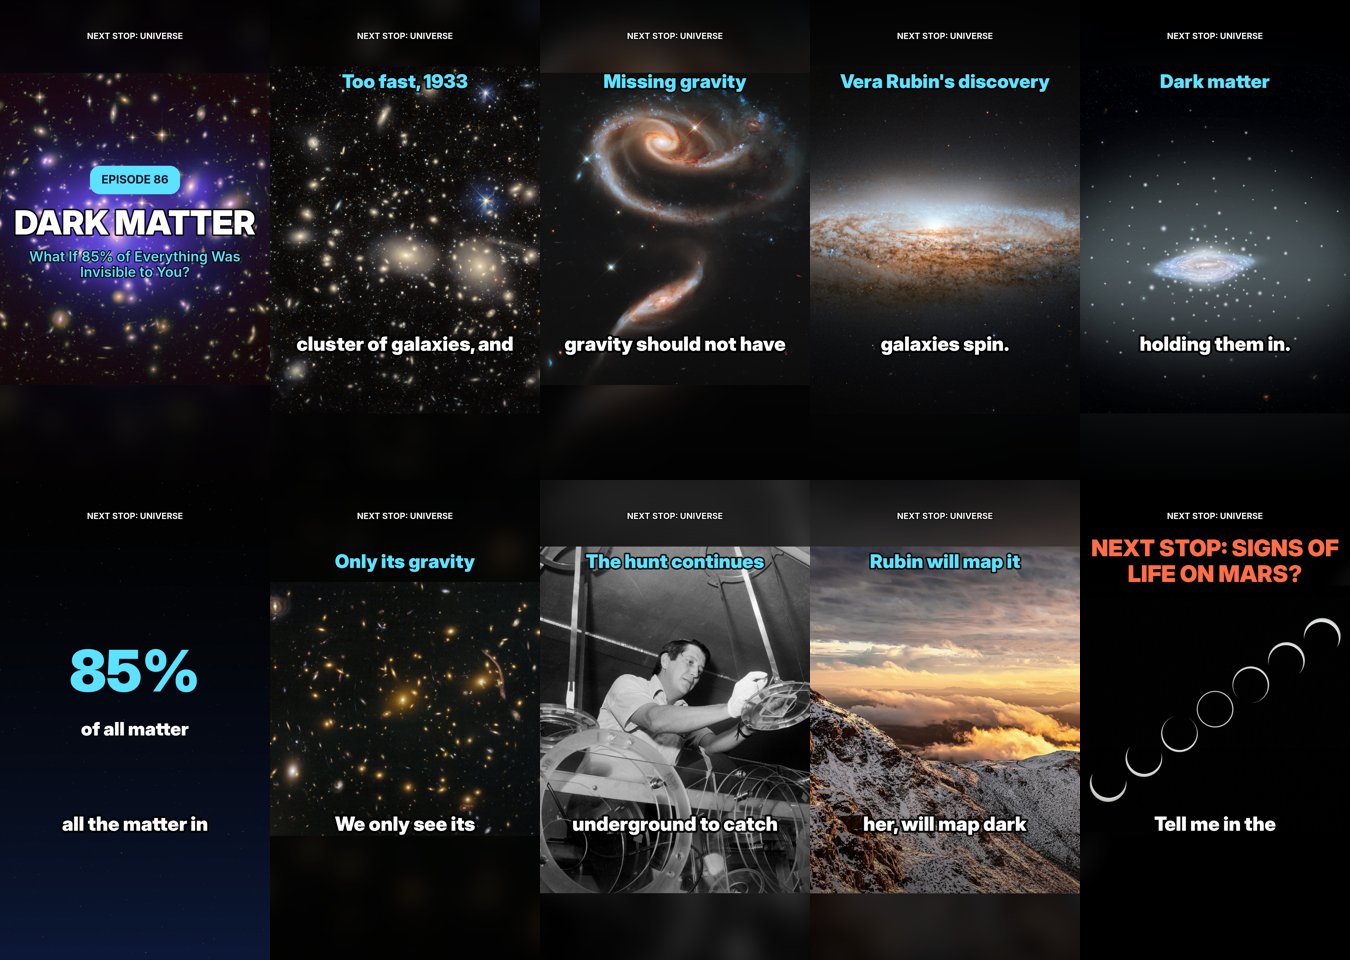 NEXT STOP: UNIVERSE
EPISODE 86
DARK MATTER
What If 85% of Everything Was
Invisible to You?
NEXT STOP: UNIVERSE
Too fast, 1933
cluster of galaxies, and
NEXT STOP: UNIVERSE
Missing gravity
gravity should not have
NEXT STOP: UNIVERSE
Vera Rubin's discovery
galaxies spin.
NEXT STOP: UNIVERSE
Dark matter
holding them in.
NEXT STOP: UNIVERSE
85%
of all matter
all the matter in
NEXT STOP: UNIVERSE
Only its gravity
We only see its
NEXT STOP: UNIVERSE
The hunt continues
underground to catch
NEXT STOP: UNIVERSE
Rubin will map it
her, will map dark
NEXT STOP: UNIVERSE
NEXT STOP: SIGNS OF
LIFE ON MARS?
Tell me in the